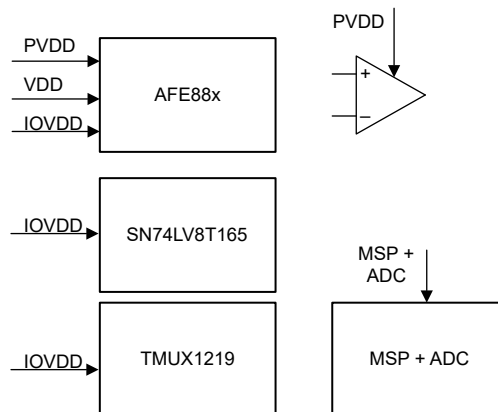 PVDD
VDD
IOVDD
AFE88x
PVDD
+
−
IOVDD
SN74LV8T165
MSP +
ADC
IOVDD
TMUX1219
MSP + ADC